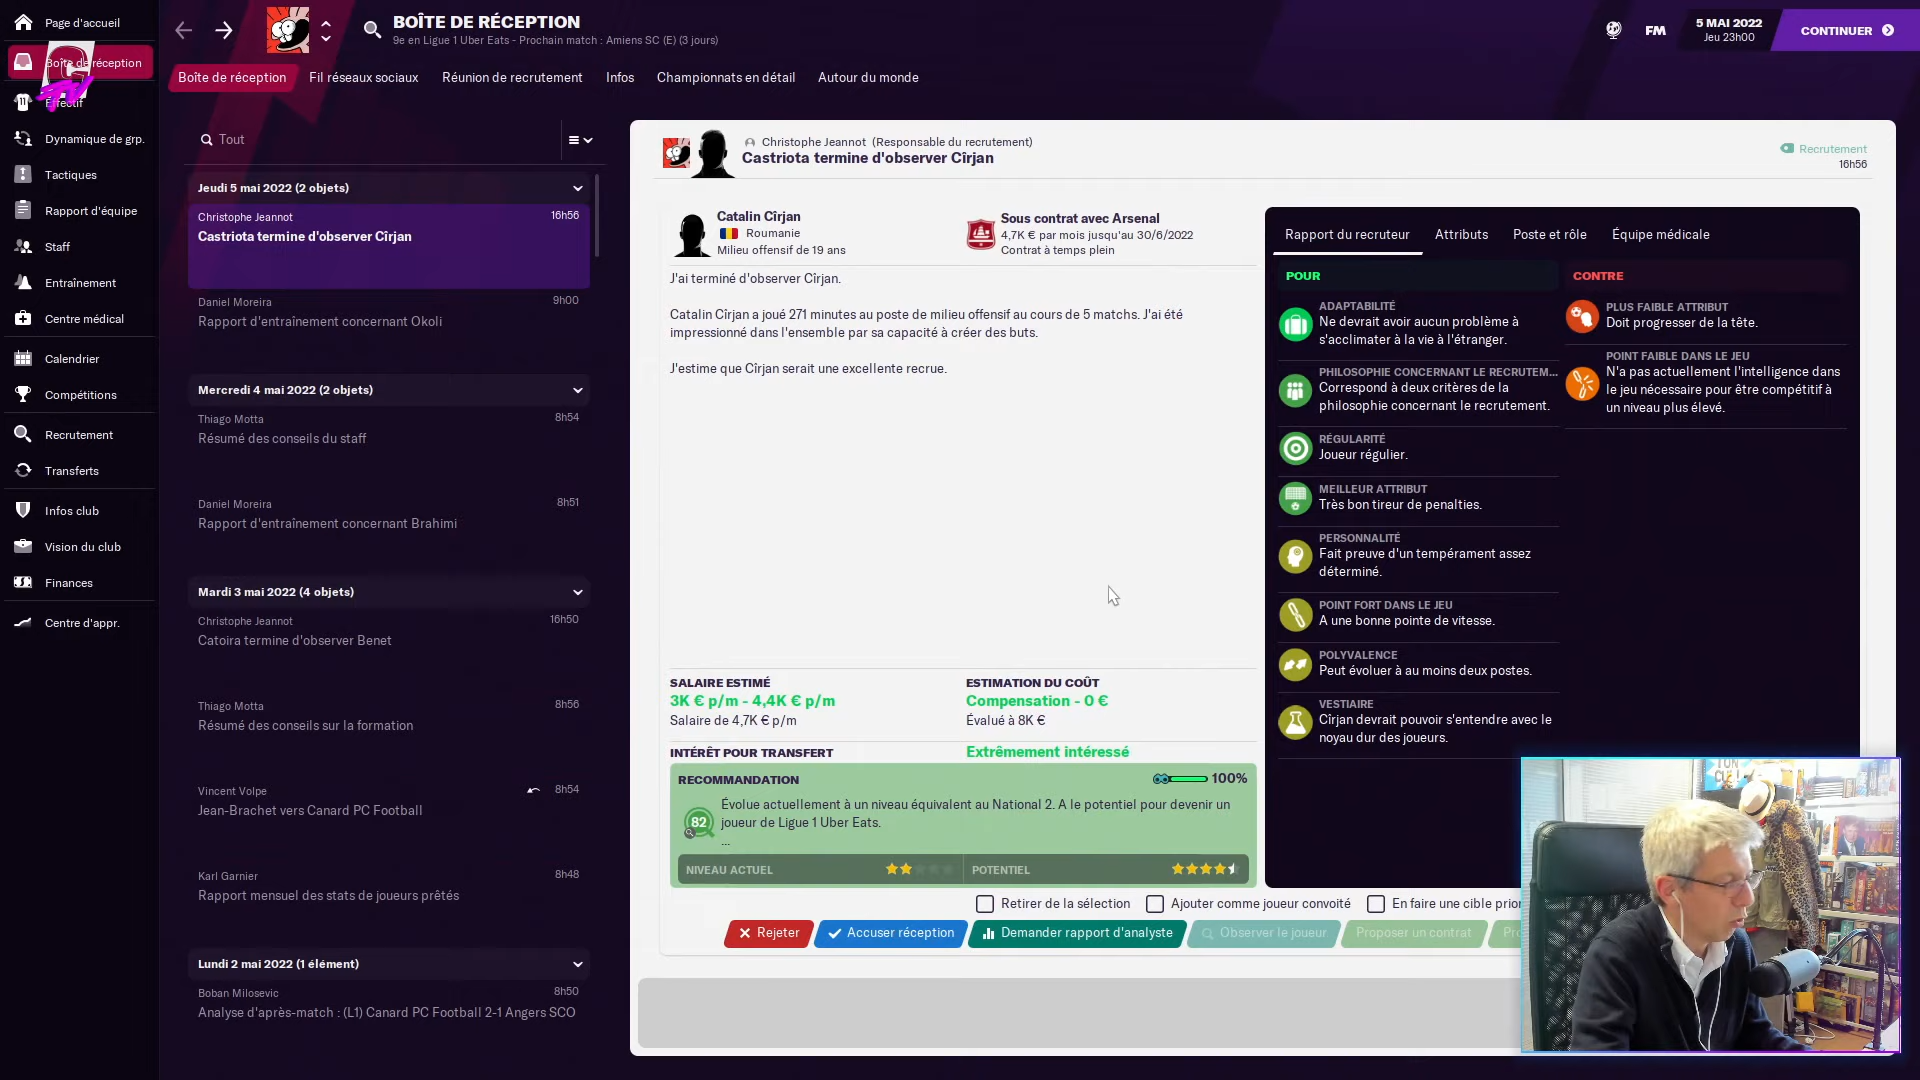 Page d'accueil
Boîte de réception
Effectif
Dynamique de grp.
Tactiques
Rapport d'équipe
Staff
Entraînement
Centre médical
Calendrier
Compétitions
Recrutement
Transferts
Infos club
Vision du club
Finances
Centre d'appr.
BOÎTE DE RÉCEPTION
9e en Ligue 1 Uber Eats - Prochain match : Amiens SC (E) (3 jours)
FM
5 MAI 2022
Jeu 23h00
CONTINUER
Boîte de réception Fil réseaux sociaux Réunion de recrutement Infos Championnats en détail Autour du monde
Tout
Jeudi 5 mai 2022 (2 objets)
Christophe Jeannot 16h56
Castriota termine d'observer Cîrjan
Daniel Moreira 9h00
Rapport d'entraînement concernant Okoli
Mercredi 4 mai 2022 (2 objets)
Thiago Motta 8h54
Résumé des conseils du staff
Daniel Moreira 8h51
Rapport d'entraînement concernant Brahimi
Mardi 3 mai 2022 (4 objets)
Christophe Jeannot 16h50
Catoira termine d'observer Benet
Thiago Motta 8h56
Résumé des conseils sur la formation
Vincent Volpe 8h54
Jean-Brachet vers Canard PC Football
Karl Garnier 8h48
Rapport mensuel des stats de joueurs prêtés
Lundi 2 mai 2022 (1 élément)
Boban Milosevic 8h50
Analyse d'après-match : (L1) Canard PC Football 2-1 Angers SCO
Christophe Jeannot (Responsable du recrutement)
Castriota termine d'observer Cîrjan
Recrutement
16h56
Catalin Cîrjan
Roumanie
Milieu offensif de 19 ans
Sous contrat avec Arsenal
4,7K € par mois jusqu'au 30/6/2022
Contrat à temps plein
J'ai terminé d'observer Cîrjan.
Catalin Cîrjan a joué 271 minutes au poste de milieu offensif au cours de 5 matchs. J'ai été
impressionné dans l'ensemble par sa capacité à créer des buts.
J'estime que Cîrjan serait une excellente recrue.
SALAIRE ESTIMÉ
3K € p/m - 4,4K € p/m
Salaire de 4,7K € p/m
ESTIMATION DU COÛT
Compensation - 0 €
Évalué à 8K €
INTÉRÊT POUR TRANSFERT Extrêmement intéressé
RECOMMANDATION 100%
82
Évolue actuellement à un niveau équivalent au National 2. A le potentiel pour devenir un
joueur de Ligue 1 Uber Eats.
...
NIVEAU ACTUEL POTENTIEL
Rapport du recruteur Attributs Poste et rôle Équipe médicale
POUR
ADAPTABILITÉ
Ne devrait avoir aucun problème à
s'acclimater à la vie à l'étranger.
PHILOSOPHIE CONCERNANT LE RECRUTEM...
Correspond à deux critères de la
philosophie concernant le recrutement.
RÉGULARITÉ
Joueur régulier.
MEILLEUR ATTRIBUT
Très bon tireur de penalties.
PERSONNALITÉ
Fait preuve d'un tempérament assez
déterminé.
POINT FORT DANS LE JEU
A une bonne pointe de vitesse.
POLYVALENCE
Peut évoluer à au moins deux postes.
VESTIAIRE
Cîrjan devrait pouvoir s'entendre avec le
noyau dur des joueurs.
CONTRE
PLUS FAIBLE ATTRIBUT
Doit progresser de la tête.
POINT FAIBLE DANS LE JEU
N'a pas actuellement l'intelligence dans
le jeu nécessaire pour être compétitif à
un niveau plus élevé.
Retirer de la sélection Ajouter comme joueur convoité En faire une cible prior
Rejeter Accuser réception Demander rapport d'analyste Observer le joueur Proposer un contrat